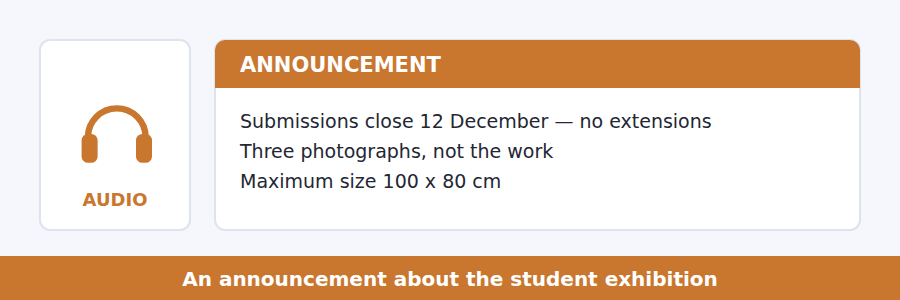 AUDIO
ANNOUNCEMENT
Submissions close 12 December — no extensions
Three photographs, not the work
Maximum size 100 x 80 cm
An announcement about the student exhibition